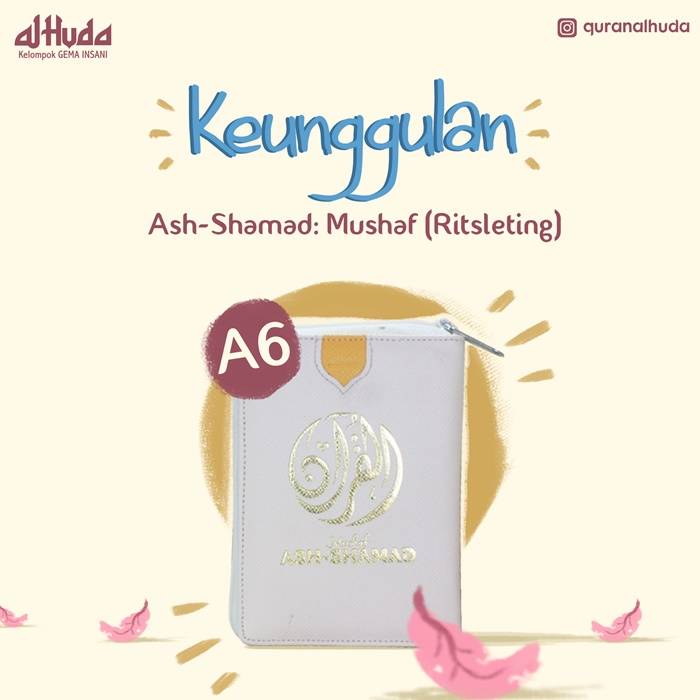 alHuda
Kelompok GEMA INSANI
quranalhuda
Keunggulan
Ash-Shamad: Mushaf (Ritsleting)
A6
القرآن
Mushaf
ASH-SHAMAD